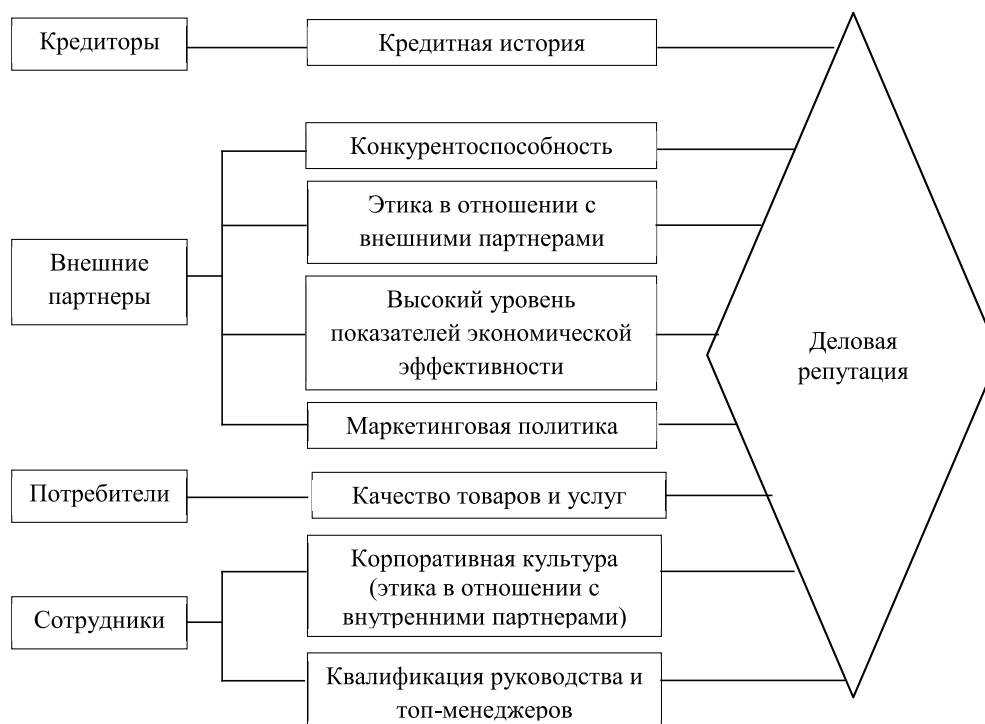 Кредиторы
Кредитная история
Конкурентоспособность
Этика в отношении с
внешними партнерами
Внешние
партнеры
Высокий уровень
показателей экономической
эффективности
Деловая
репутация
Маркетинговая политика
Потребители
Качество товаров и услуг
Корпоративная культура
(этика в отношении с
внутренними партнерами)
Сотрудники
Квалификация руководства и
топ-менеджеров